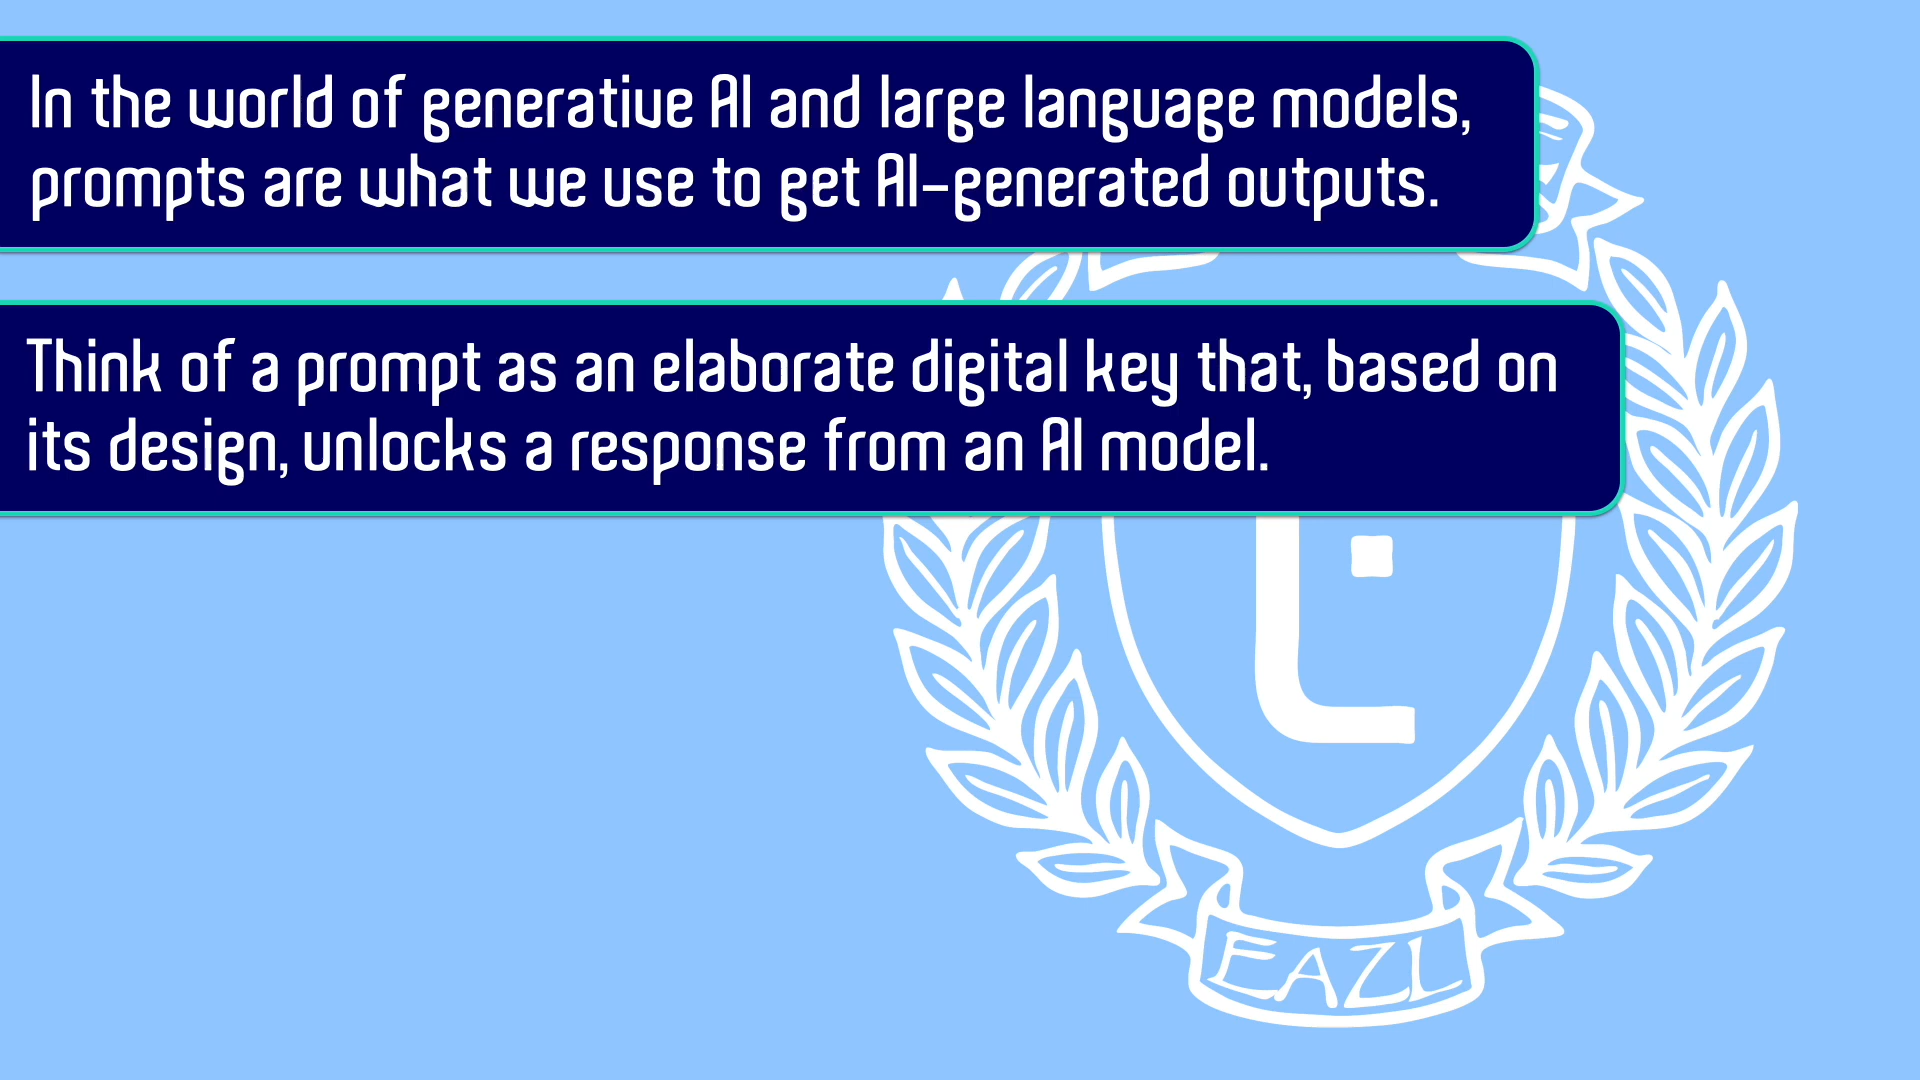 In the world of generative AI and large language models,
prompts are what we use to get AI-generated outputs.
Think of a prompt as an elaborate digital key that, based on
its design, unlocks a response from an AI model.
EAZL